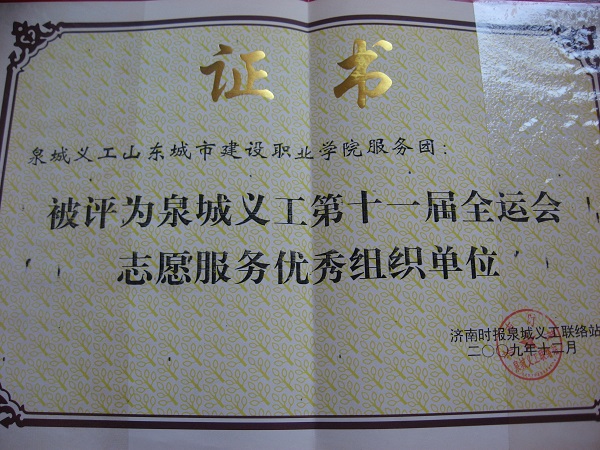 证书
泉城义工山东城市建设职业学院服务团：
被评为泉城义工第十一届全运会
志愿服务优秀组织单位
济南时报泉城义工联络站
二〇〇九年十二月